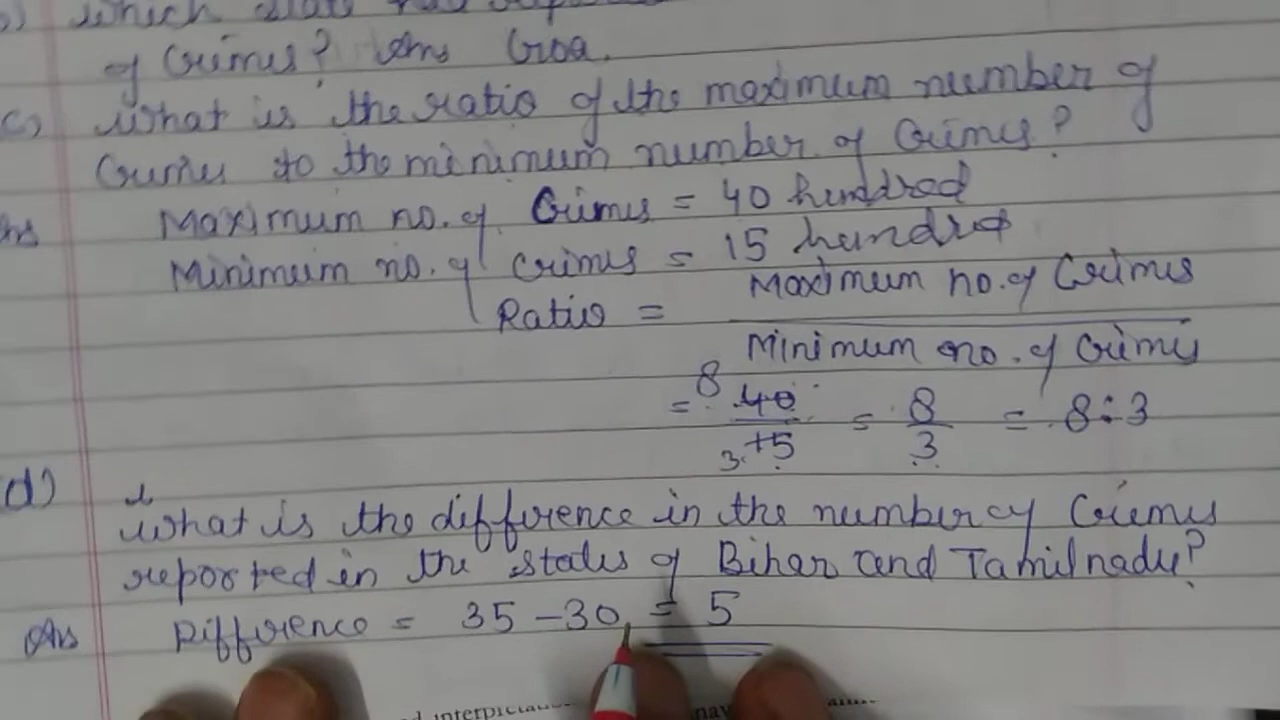 which state has
of Crimes? Ans Goa.
c) What is the ratio of the maximum number of
Crimes to the minimum number of Crimes?
Ans Maximum no. of Crimes = 40 hundred
Minimum no. of Crimes = 15 hundred
Ratio = Maximum no. of Crimes
Minimum no. of Crimes
= 8 40 = 8 = 8:3
3 15 3
d) What is the difference in the number of Crimes
reported in the states of Bihar and Tamilnadu?
Ans Difference = 35 - 30 = 5